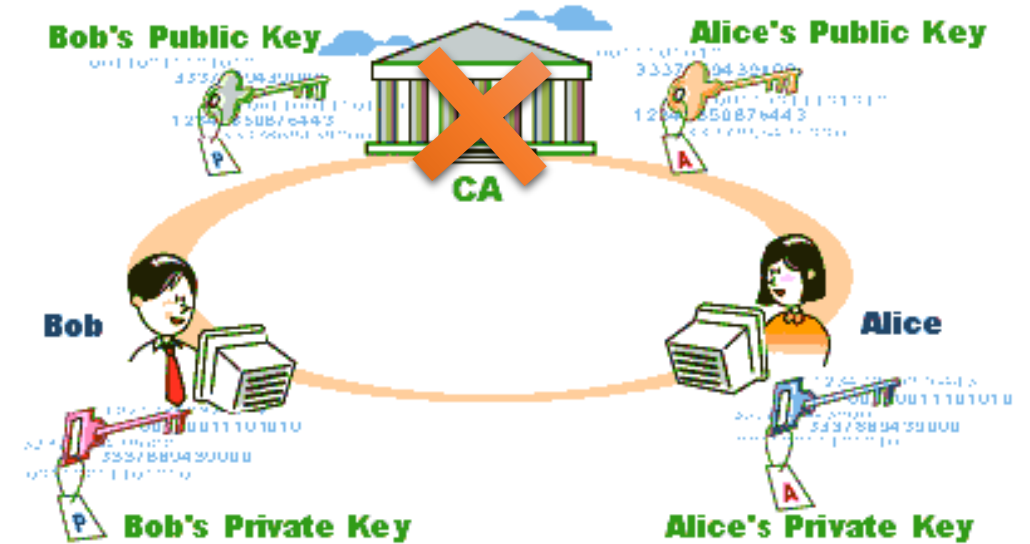 Bob's Public Key
Alice's Public Key
P
A
CA
Bob
Alice
P
Bob's Private Key
A
Alice's Private Key